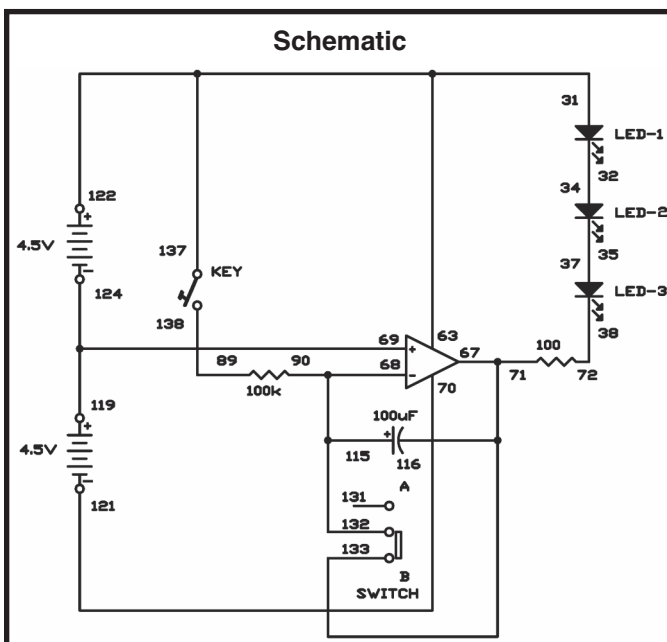 Schematic
31
LED-1
32
34
LED-2
35
37
LED-3
38
122
+
4.5V
-
124
137
KEY
138
69
+
63
67
68
-
70
89
90
100k
100
71
72
119
+
4.5V
-
121
100uF
+
115
116
A
131
132
133
B
SWITCH